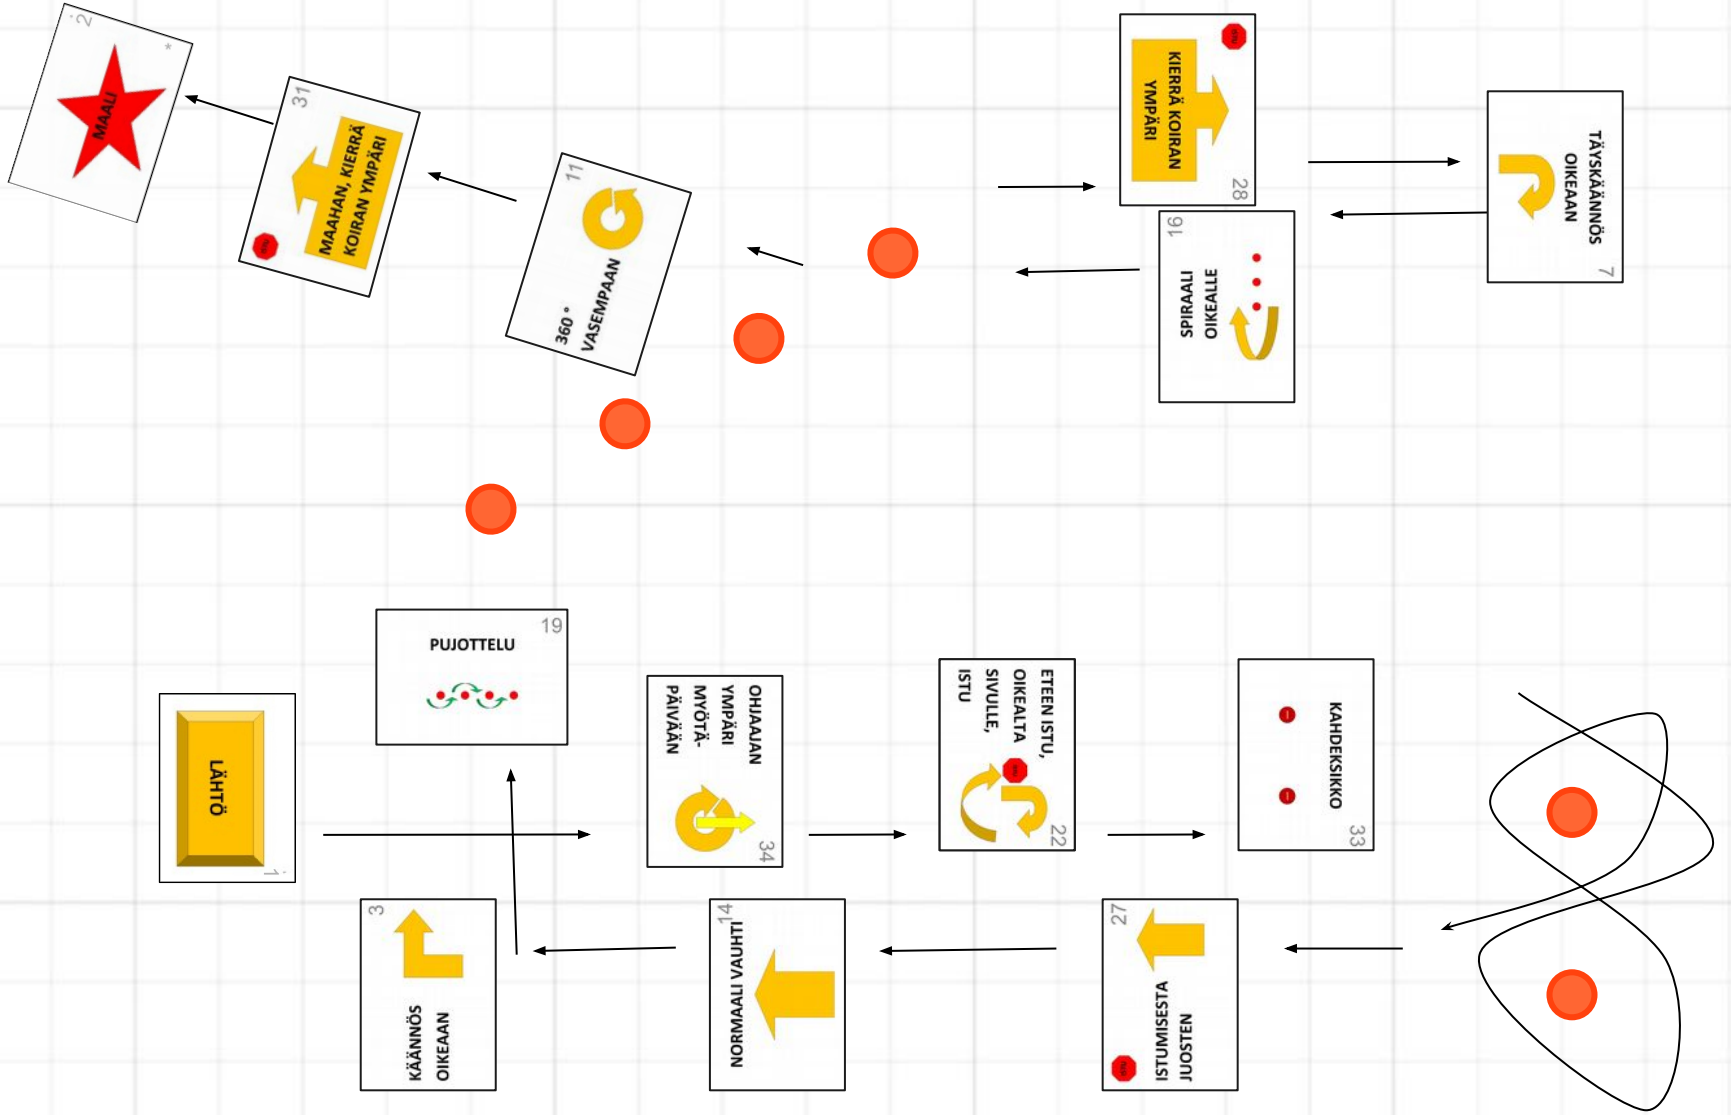 2
*
MAALI
31
MAAHAN, KIERRÄ
KOIRAN YMPÄRI
11
360 °
VASEMPAAN
KIERRÄ KOIRAN
YMPÄRI
28
TÄYSKÄÄNNÖS
OIKEAAN
7
16
SPIRAALI
OIKEALLE
19
PUJOTTELU
LÄHTÖ
1
OHJAAJAN
YMPÄRI
MYÖTÄ-
PÄIVÄÄN
34
ETEEN ISTU,
OIKEALTA
SIVULLE,
ISTU
22
KAHDEKSIKKO
33
27
ISTUMISESTA
JUOSTEN
14
NORMAALI VAUHTI
3
KÄÄNNÖS
OIKEAAN